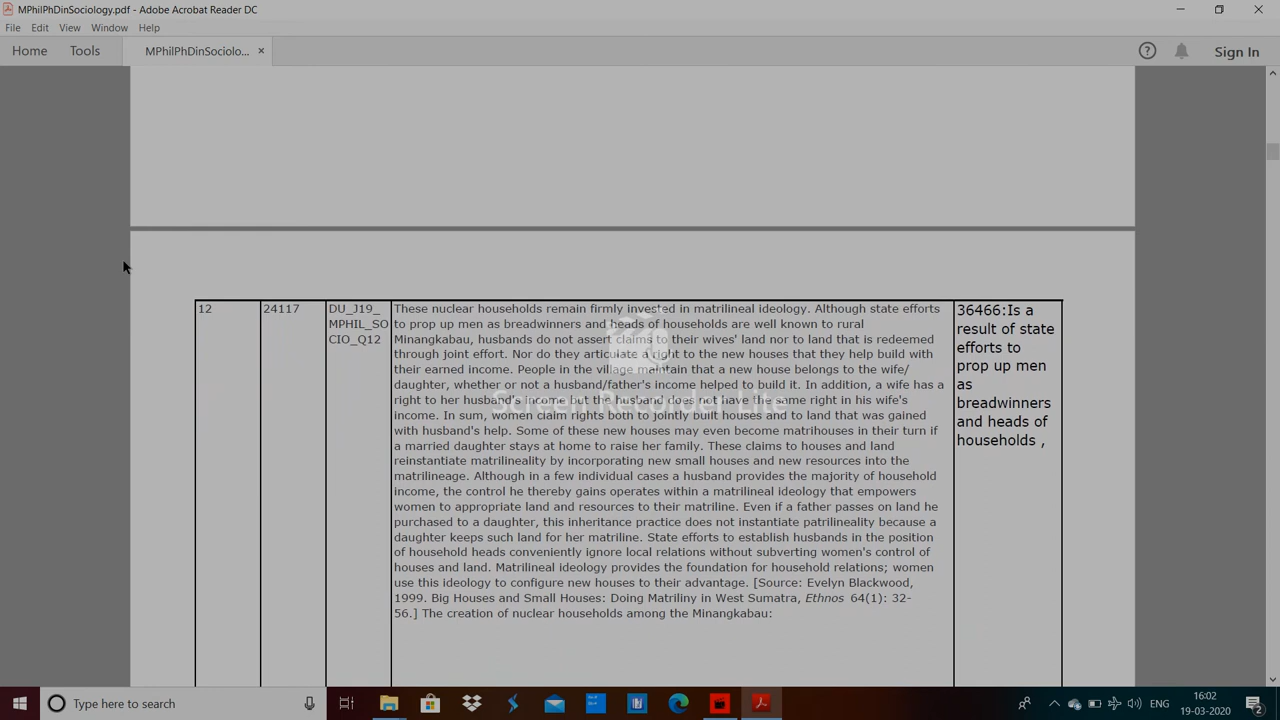 MPhilPhDinSociology.pdf - Adobe Acrobat Reader DC
File Edit View Window Help
Home Tools MPhilPhDinSociolo... × Sign In
12 24117 DU_J19_
MPHIL_SO
CIO_Q12
These nuclear households remain firmly invested in matrilineal ideology. Although state efforts
to prop up men as breadwinners and heads of households are well known to rural
Minangkabau, husbands do not assert claims to their wives' land nor to land that is redeemed
through joint effort. Nor do they articulate a right to the new houses that they help build with
their earned income. People in the village maintain that a new house belongs to the wife/
daughter, whether or not a husband/father's income helped to build it. In addition, a wife has a
right to her husband's income but the husband does not have the same right in his wife's
income. In sum, women claim rights both to jointly built houses and to land that was gained
with husband's help. Some of these new houses may even become matrihouses in their turn if
a married daughter stays at home to raise her family. These claims to houses and land
reinstantiate matrilineality by incorporating new small houses and new resources into the
matrilineage. Although in a few individual cases a husband provides the majority of household
income, the control he thereby gains operates within a matrilineal ideology that empowers
women to appropriate land and resources to their matriline. Even if a father passes on land he
purchased to a daughter, this inheritance practice does not instantiate patrilineality because a
daughter keeps such land for her matriline. State efforts to establish husbands in the position
of household heads conveniently ignore local relations without subverting women's control of
houses and land. Matrilineal ideology provides the foundation for household relations; women
use this ideology to configure new houses to their advantage. [Source: Evelyn Blackwood,
1999. Big Houses and Small Houses: Doing Matriliny in West Sumatra, Ethnos 64(1): 32-
56.] The creation of nuclear households among the Minangkabau:
36466:Is a
result of state
efforts to
prop up men
as
breadwinners
and heads of
households ,
Screen Recorder Lite
Type here to search
ENG
16:02
19-03-2020
2